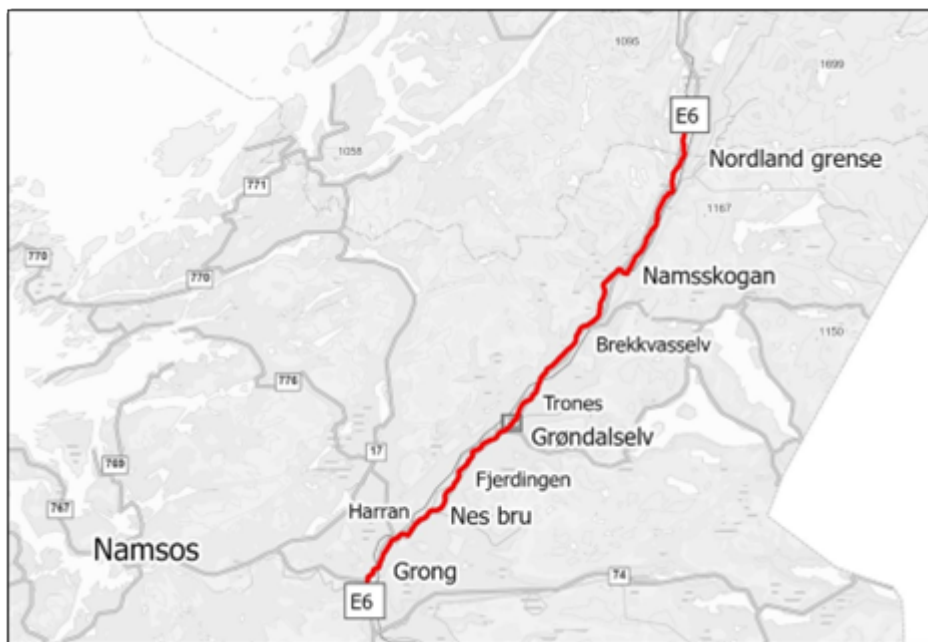 1095
1699
E6
Nordland grense
1058
771
1167
770
770
Namsskogan
1150
Brekkvasselv
776
Trones
Grøndalselv
17
769
Fjerdingen
767
Harran
Nes bru
Namsos
Grong
74
E6